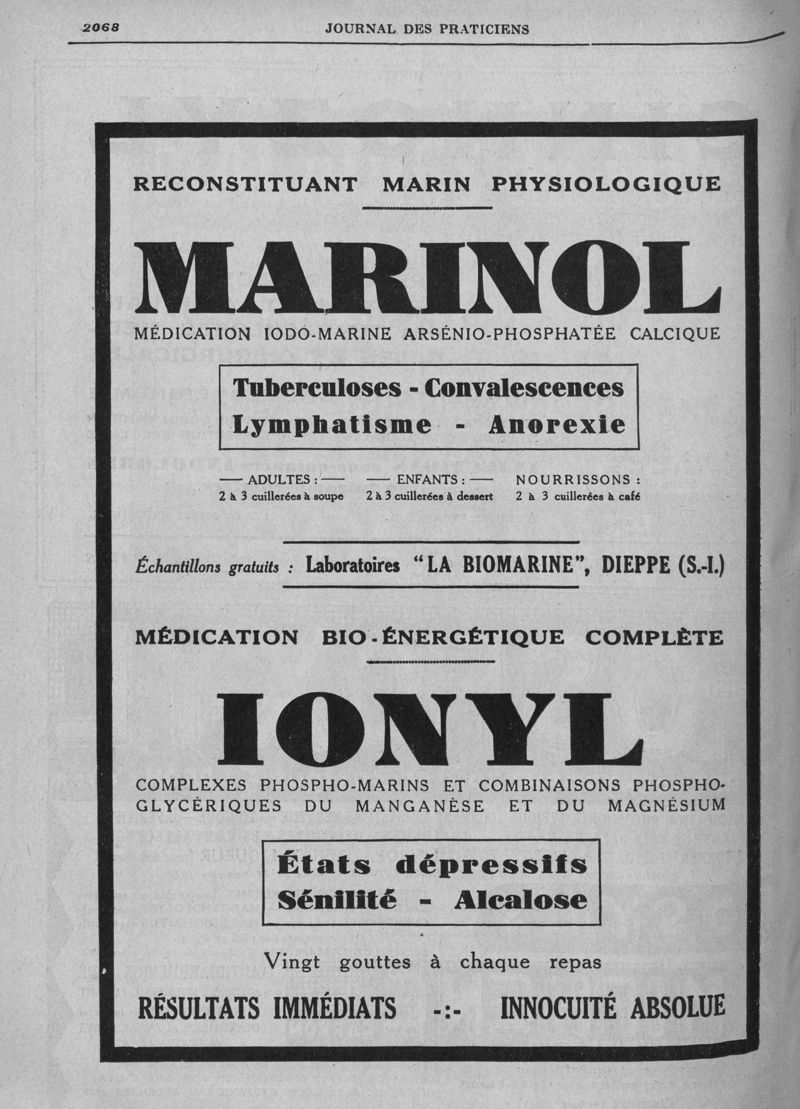 2068
JOURNAL DES PRATICIENS
RECONSTITUANT MARIN PHYSIOLOGIQUE
MARINOL
MÉDICATION IODO-MARINE ARSÉNIO-PHOSPHATÉE CALCIQUE
Tuberculoses - Convalescences
Lymphatisme - Anorexie
— ADULTES : — — ENFANTS : — NOURRISSONS :
2 à 3 cuillerées à soupe 2 à 3 cuillerées à dessert 2 à 3 cuillerées à café
Échantillons gratuits : Laboratoires "LA BIOMARINE", DIEPPE (S.-I.)
MÉDICATION BIO-ÉNERGÉTIQUE COMPLÈTE
IONYL
COMPLEXES PHOSPHO-MARINS ET COMBINAISONS PHOSPHO-
GLYCÉRIQUES DU MANGANÈSE ET DU MAGNÉSIUM
États dépressifs
Sénilité - Alcalose
Vingt gouttes à chaque repas
RÉSULTATS IMMÉDIATS -:- INNOCUITÉ ABSOLUE